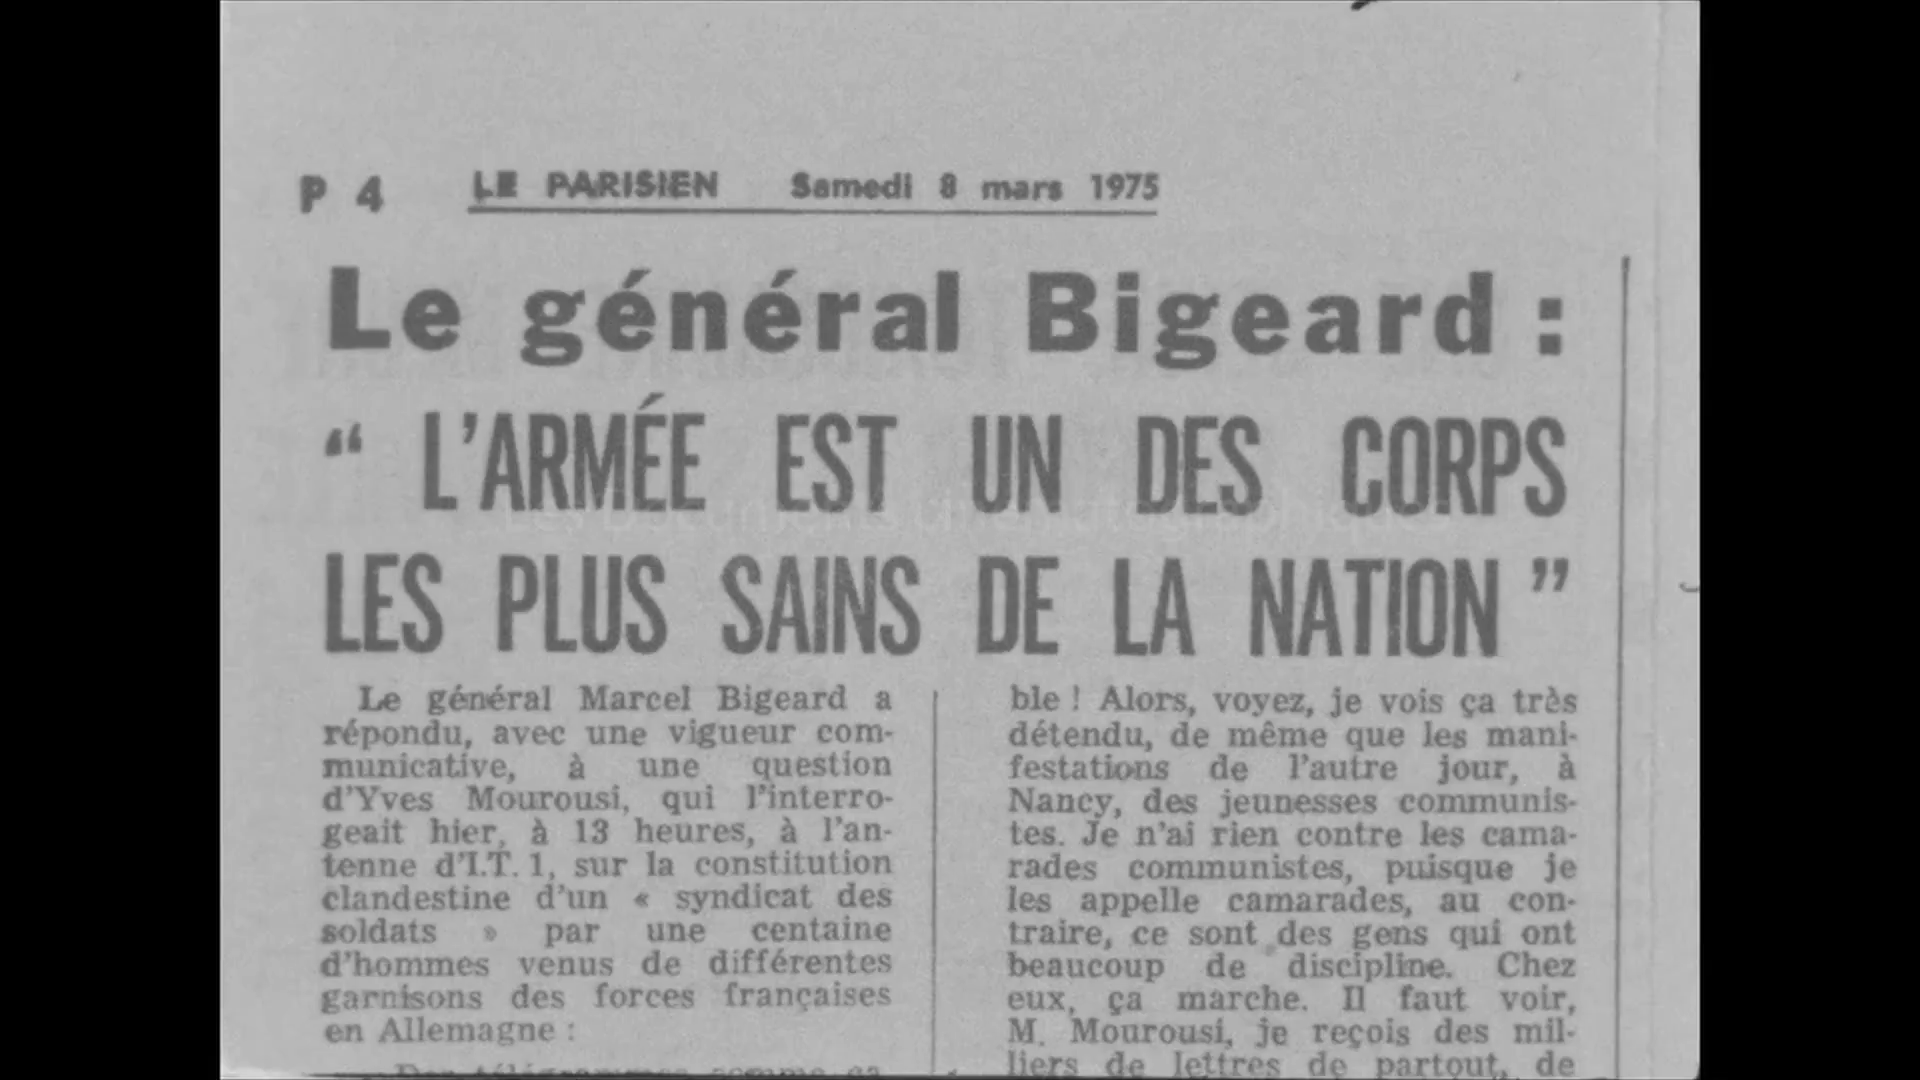 P 4 LE PARISIEN Samedi 8 mars 1975
Le général Bigeard :
“ L’ARMÉE EST UN DES CORPS
LES PLUS SAINS DE LA NATION ”
Le général Marcel Bigeard a
répondu, avec une vigueur com-
municative, à une question
d’Yves Mourousi, qui l’interro-
geait hier, à 13 heures, à l’an-
tenne d’I.T. 1, sur la constitution
clandestine d’un « syndicat des
soldats » par une centaine
d’hommes venus de différentes
garnisons des forces françaises
en Allemagne :
ble ! Alors, voyez, je vois ça très
détendu, de même que les mani-
festations de l’autre jour, à
Nancy, des jeunesses communis-
tes. Je n’ai rien contre les cama-
rades communistes, puisque je
les appelle camarades, au con-
traire, ce sont des gens qui ont
beaucoup de discipline. Chez
eux, ça marche. Il faut voir,
M. Mourousi, je reçois des mil-
liers de lettres de partout, de